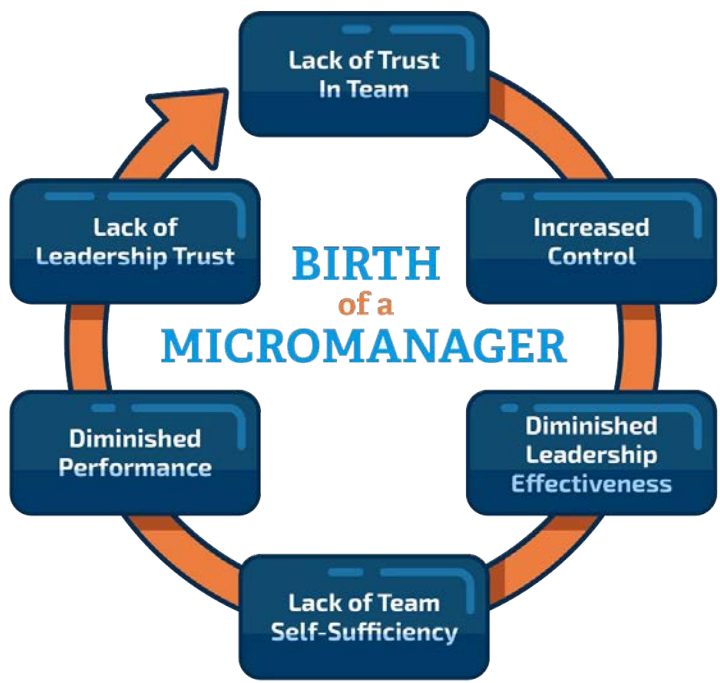 Lack of Trust
In Team
Increased
Control
Diminished
Leadership
Effectiveness
Lack of Team
Self-Sufficiency
Diminished
Performance
Lack of
Leadership Trust
BIRTH
of a
MICROMANAGER